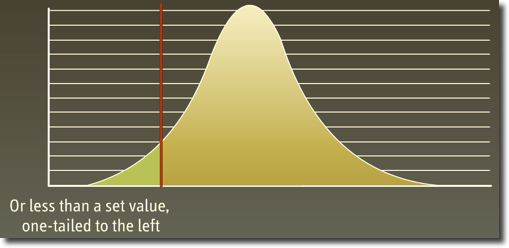 Or less than a set value,
one-tailed to the left